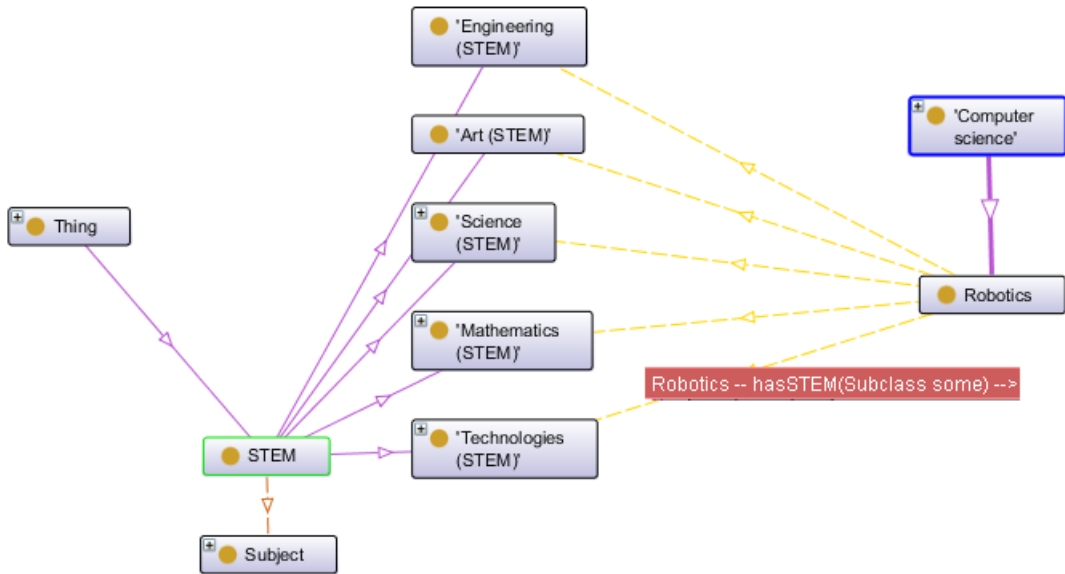 'Engineering
(STEM)'
'Computer
science'
'Art (STEM)'
Thing
'Science
(STEM)'
Robotics
'Mathematics
(STEM)'
Robotics -- hasSTEM(Subclass some) -->
STEM
'Technologies
(STEM)'
Subject